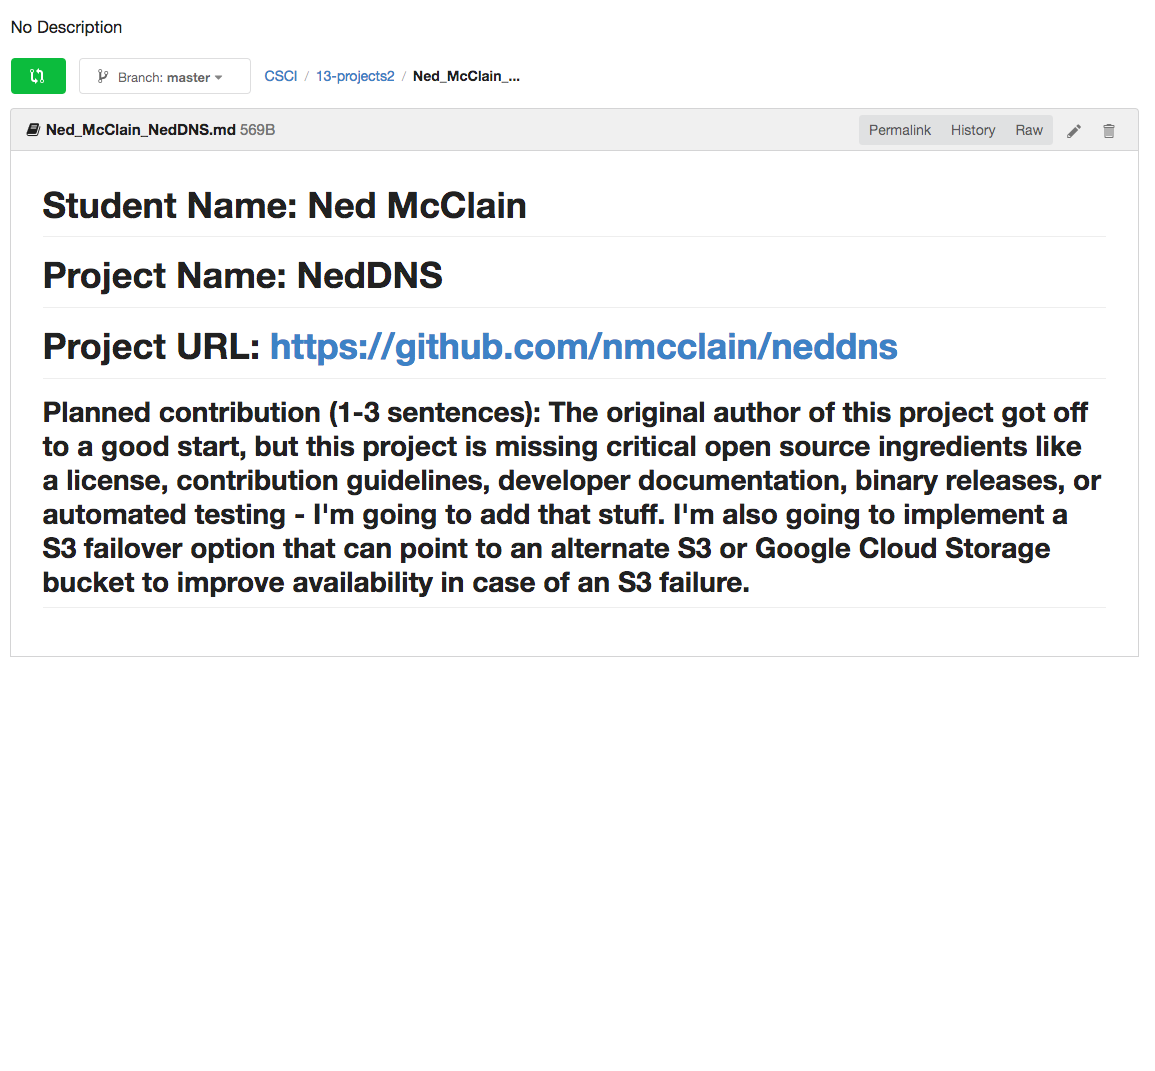 No Description
Branch: master
CSCI / 13-projects2 / Ned_McClain_...
Ned_McClain_NedDNS.md 569B
Permalink History Raw
Student Name: Ned McClain
Project Name: NedDNS
Project URL: https://github.com/nmcclain/neddns
Planned contribution (1-3 sentences): The original author of this project got off
to a good start, but this project is missing critical open source ingredients like
a license, contribution guidelines, developer documentation, binary releases, or
automated testing - I'm going to add that stuff. I'm also going to implement a
S3 failover option that can point to an alternate S3 or Google Cloud Storage
bucket to improve availability in case of an S3 failure.